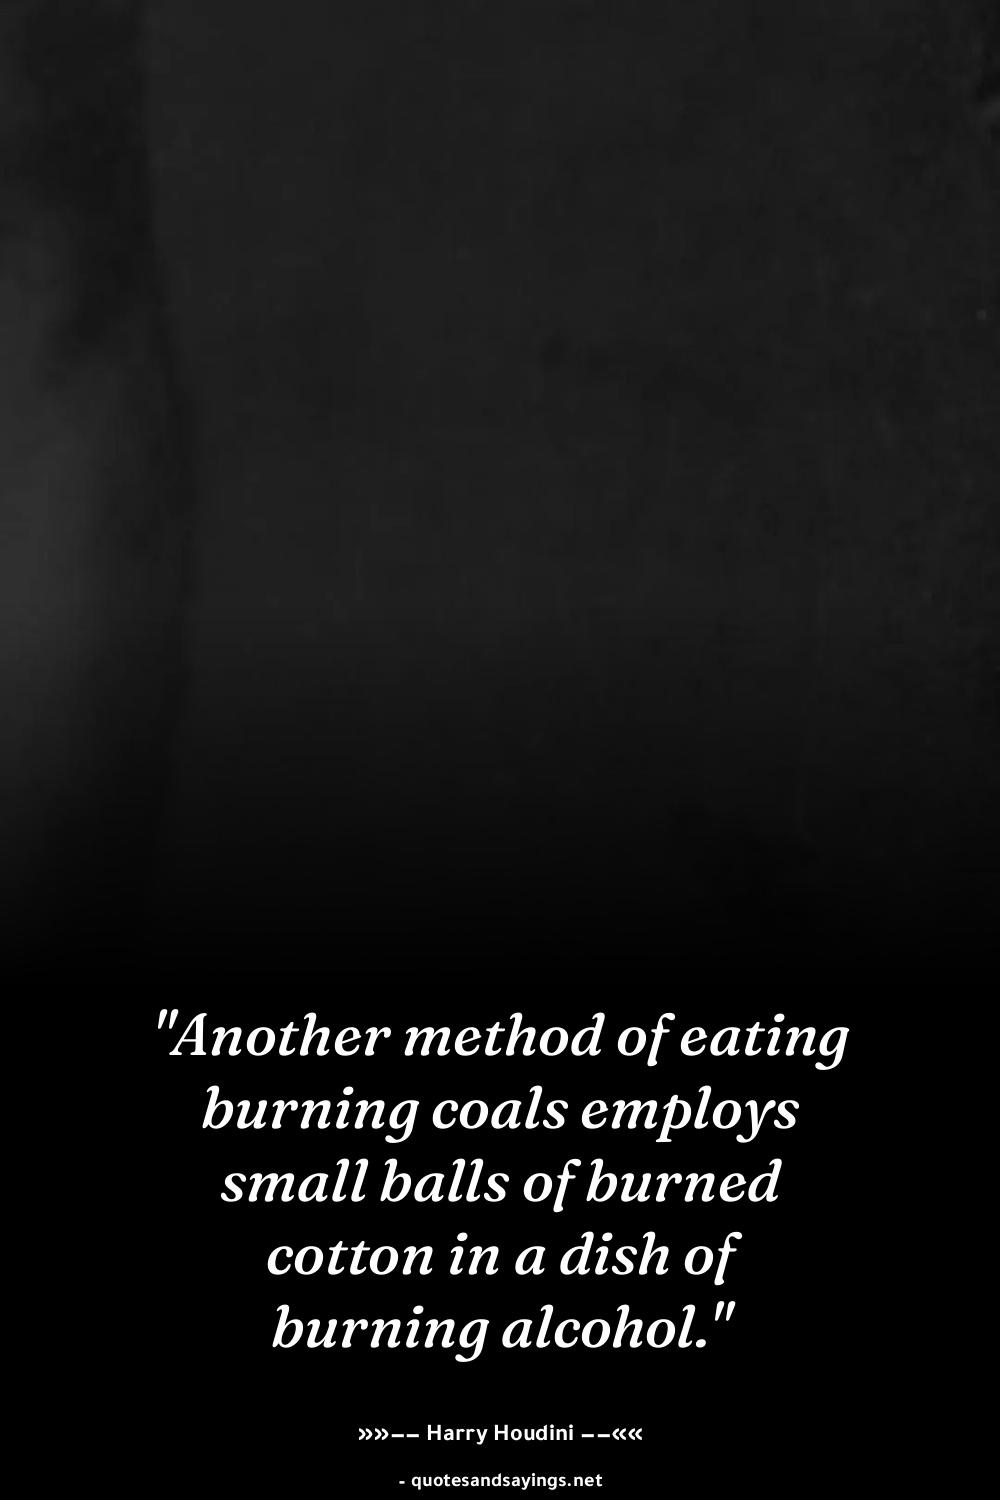 "Another method of eating
burning coals employs
small balls of burned
cotton in a dish of
burning alcohol."
»»–– Harry Houdini ––««
- quotesandsayings.net